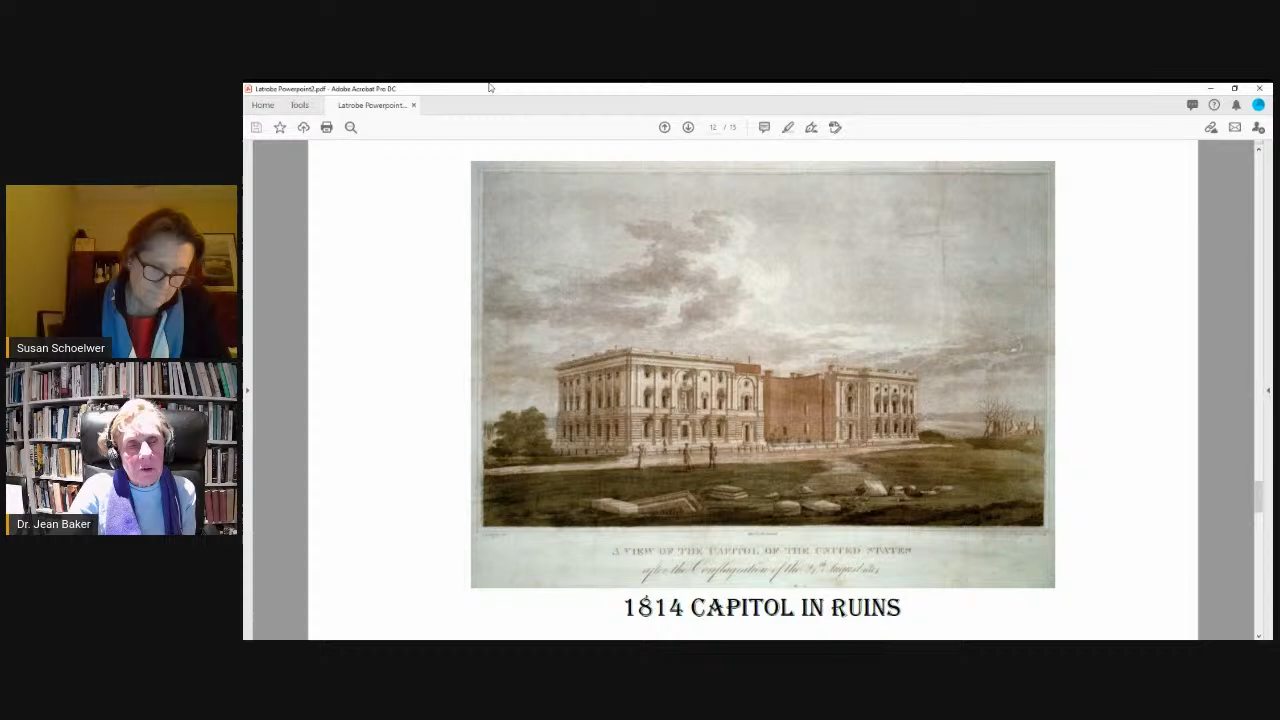 Latrobe Powerpoint2.pdf - Adobe Acrobat Pro DC
Home Tools Latrobe Powerpoint...
12 / 15
Susan Schoelwer
Dr. Jean Baker
A VIEW OF THE CAPITOL OF THE UNITED STATES
after the Conflagration of the 24th August
1814 CAPITOL IN RUINS